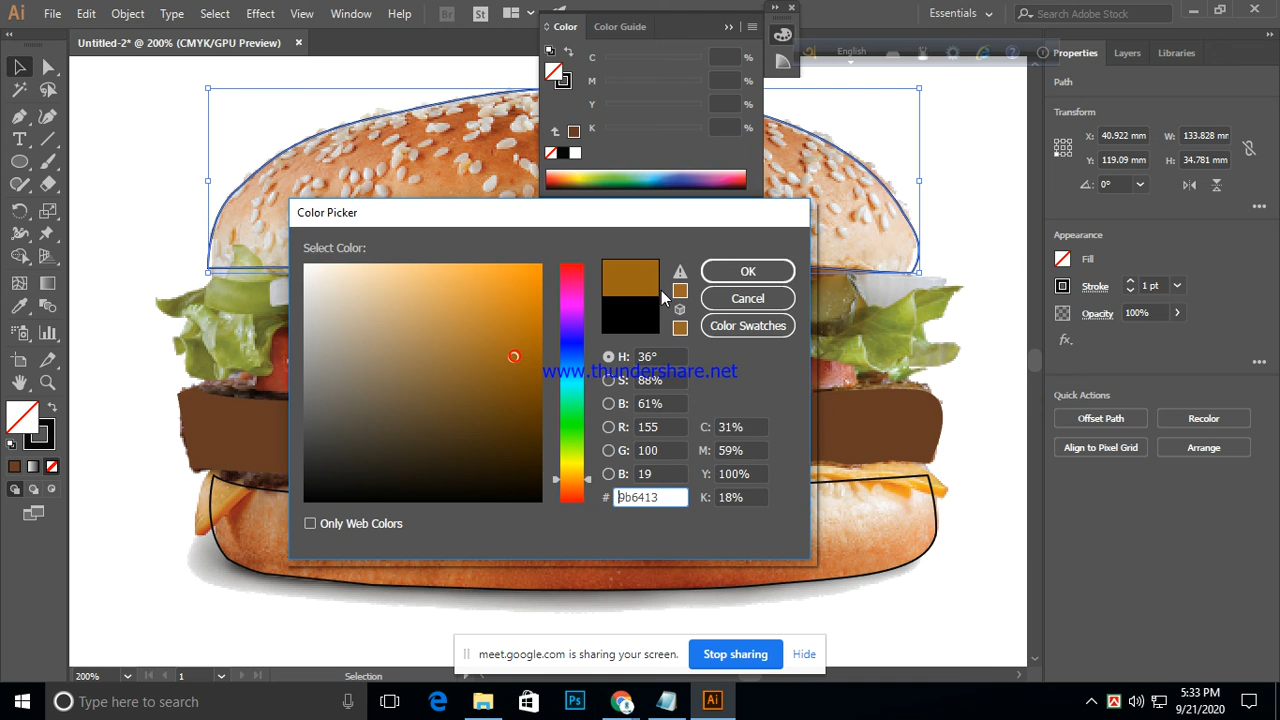 Ai File Edit Object Type Select Effect View Window Help Br St Essentials Search Adobe Stock
Untitled-2* @ 200% (CMYK/GPU Preview)
Color Color Guide
C %
M %
Y %
K %
English
Properties Layers Libraries
Path
Transform
X: 40.922 mm W: 133.828 mm
Y: 119.09 mm H: 34.781 mm
0°
Appearance
Fill
Stroke 1 pt
Opacity 100%
fx.
Quick Actions
Offset Path Recolor
Align to Pixel Grid Arrange
Color Picker
Select Color:
OK
Cancel
Color Swatches
H: 36°
S: 88%
B: 61%
R: 155 C: 31%
G: 100 M: 59%
B: 19 Y: 100%
# 9b6413 K: 18%
Only Web Colors
www.thundershare.net
meet.google.com is sharing your screen. Stop sharing Hide
200% 1 Selection
Type here to search
Ps Ai
5:33 PM
9/21/2020